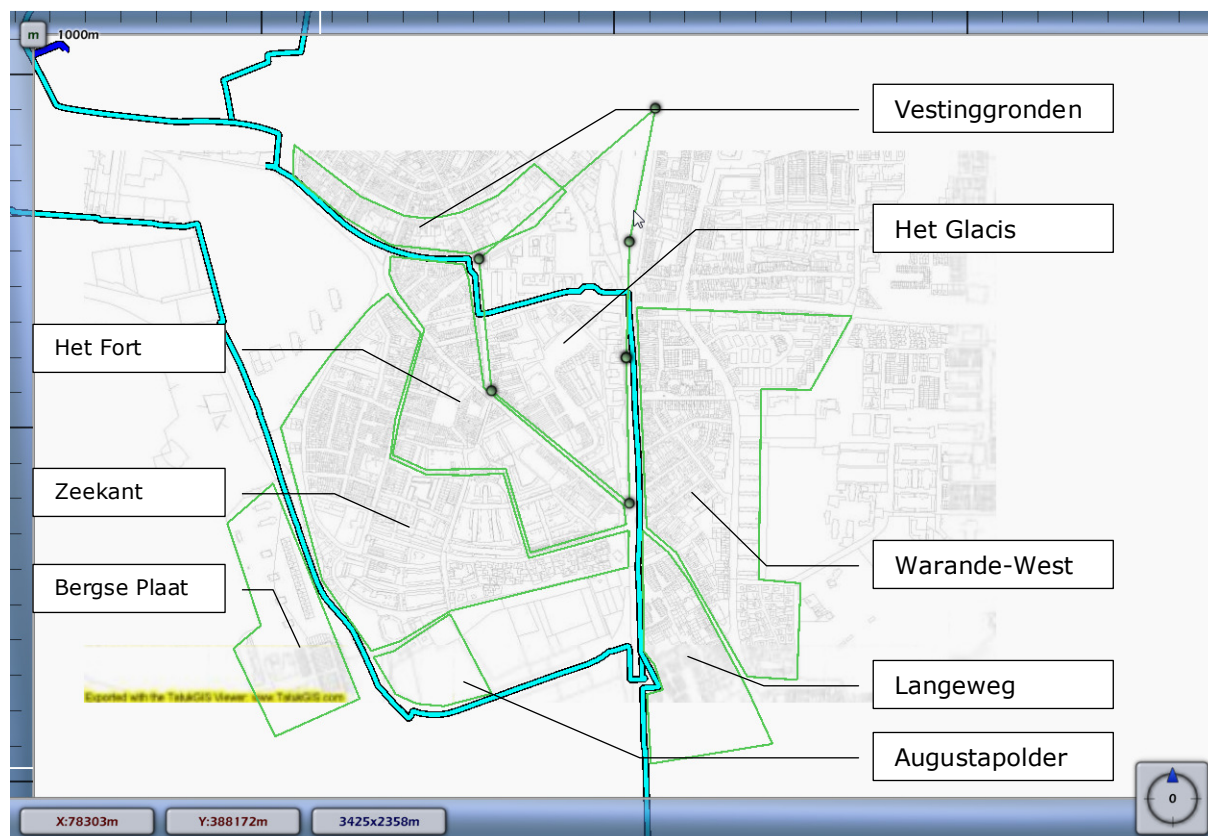 m
1000m
Vestinggronden
Het Glacis
Het Fort
Zeekant
Bergse Plaat
Warande-West
Langeweg
Augustapolder
Exported with the TatukGIS Viewer: www.TatukGIS.com
X:78303m
Y:388172m
3425x2358m
0